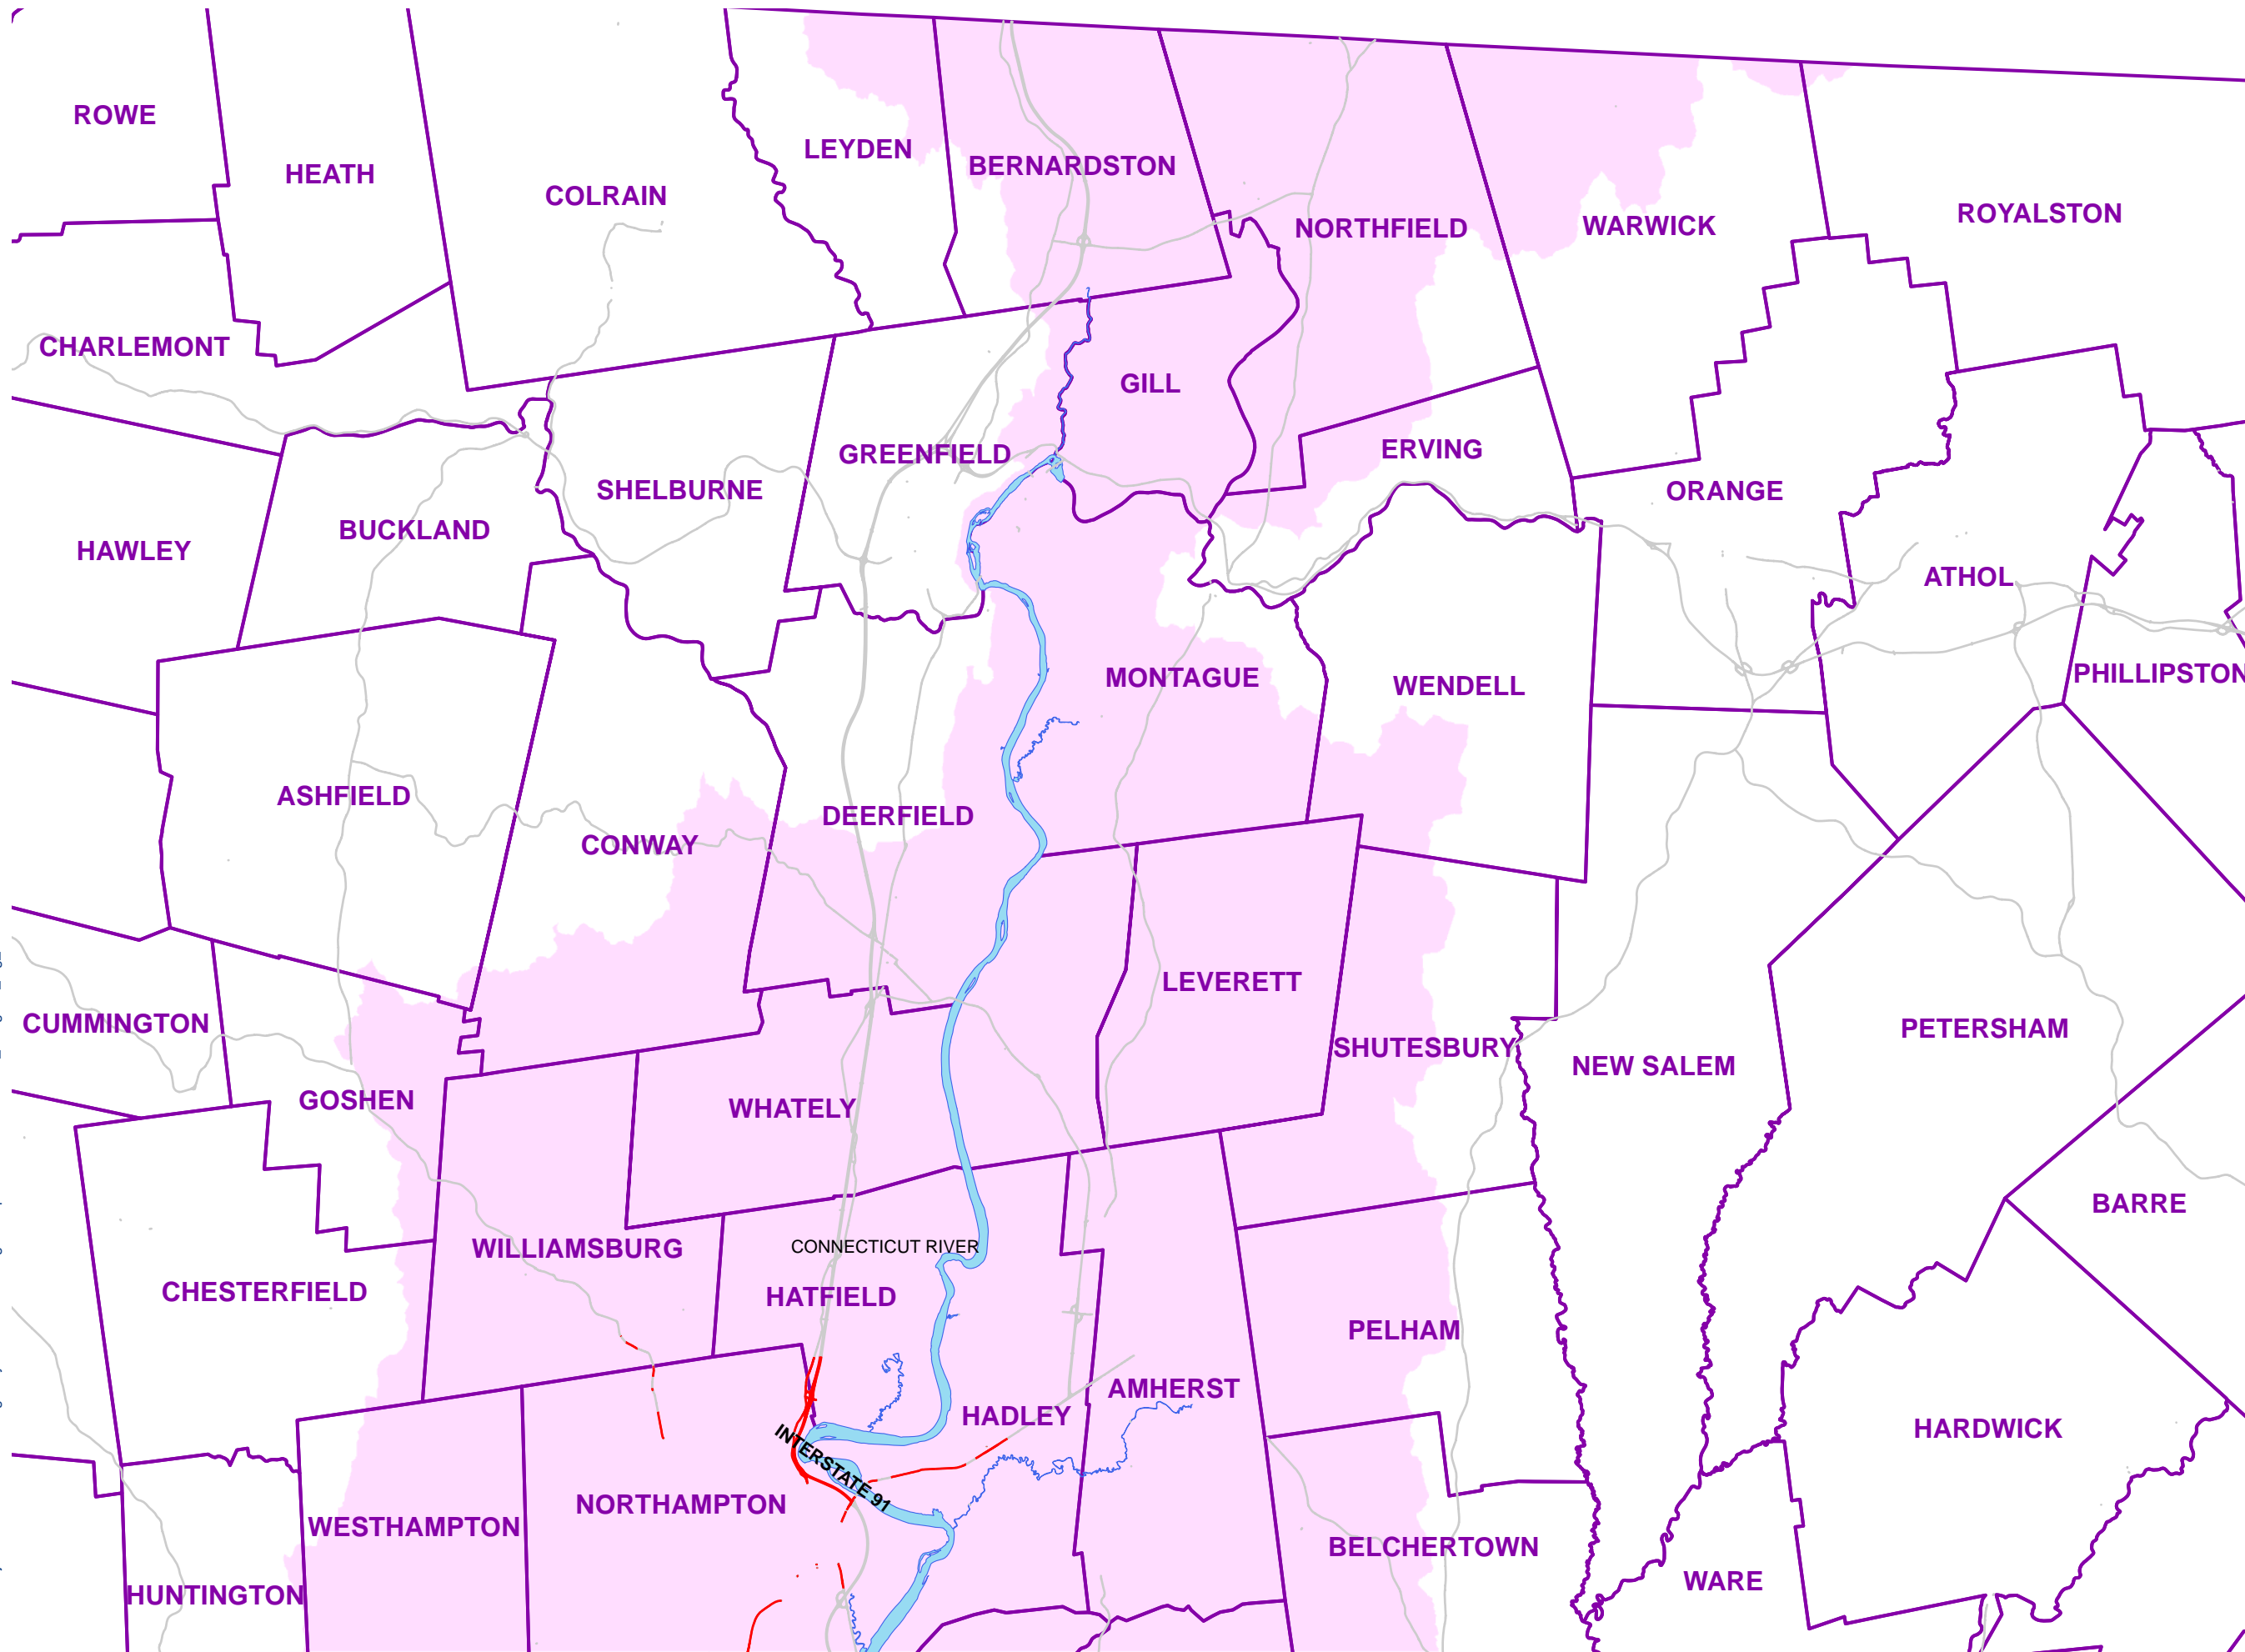 ROWE
LEYDEN
BERNARDSTON
HEATH
COLRAIN
ROYALSTON
WARWICK
NORTHFIELD
CHARLEMONT
GILL
ERVING
GREENFIELD
SHELBURNE
ORANGE
BUCKLAND
HAWLEY
ATHOL
PHILLIPSTON
MONTAGUE
WENDELL
ASHFIELD
DEERFIELD
CONWAY
LEVERETT
CUMMINGTON
PETERSHAM
SHUTESBURY
NEW SALEM
GOSHEN
WHATELY
BARRE
WILLIAMSBURG
CONNECTICUT RIVER
CHESTERFIELD
HATFIELD
PELHAM
AMHERST
HADLEY
HARDWICK
INTERSTATE 91
NORTHAMPTON
WESTHAMPTON
BELCHERTOWN
WARE
HUNTINGTON